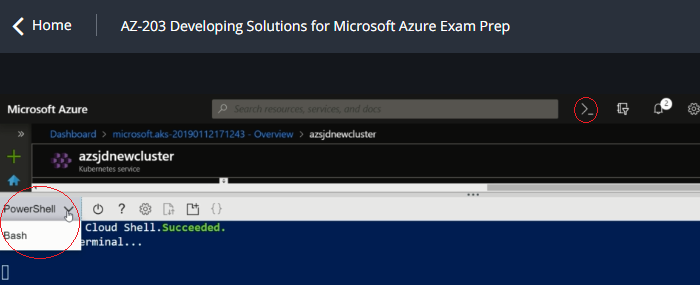 Home
AZ-203 Developing Solutions for Microsoft Azure Exam Prep
Microsoft Azure
Search resources, services, and docs
2
Dashboard > microsoft.aks-20190112171243 - Overview > azsjdnewcluster
azsjdnewcluster
Kubernetes service
PowerShell
Bash
Cloud Shell.Succeeded.
erminal...